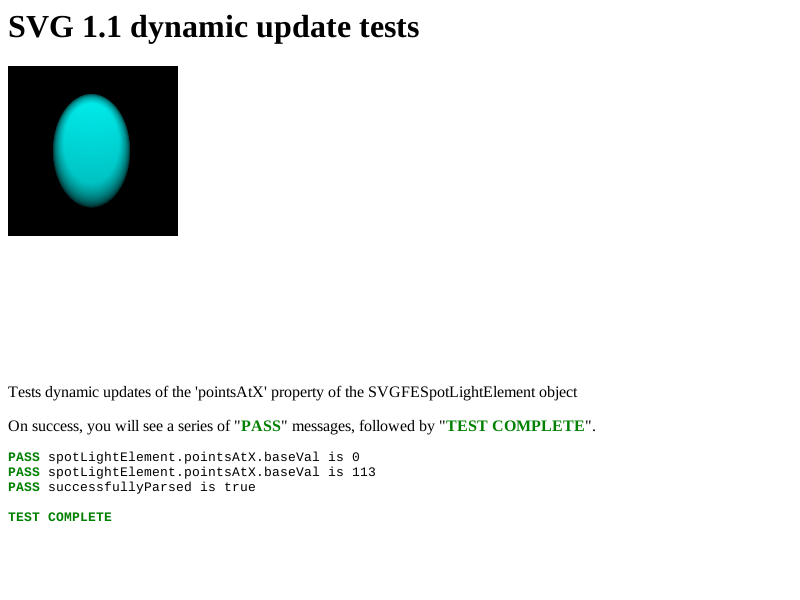 SVG 1.1 dynamic update tests
Tests dynamic updates of the 'pointsAtX' property of the SVGFESpotLightElement object
On success, you will see a series of "PASS" messages, followed by "TEST COMPLETE".
PASS spotLightElement.pointsAtX.baseVal is 0
PASS spotLightElement.pointsAtX.baseVal is 113
PASS successfullyParsed is true
TEST COMPLETE